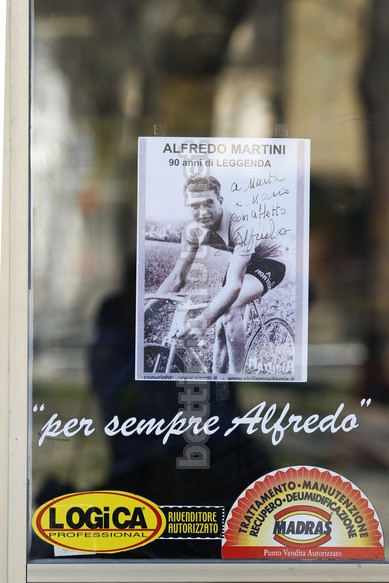 ALFREDO MARTINI
90 anni di LEGGENDA
a Marta
e Mario
con affetto
Alfredo
Martini A.
"per sempre Alfredo"
LOGiCA
PROFESSIONAL
RIVENDITORE
AUTORIZZATO
TRATTAMENTO - MANUTENZIONE
RECUPERO - DEUMIDIFICAZIONE
MADRAS
Punto Vendita Autorizzato